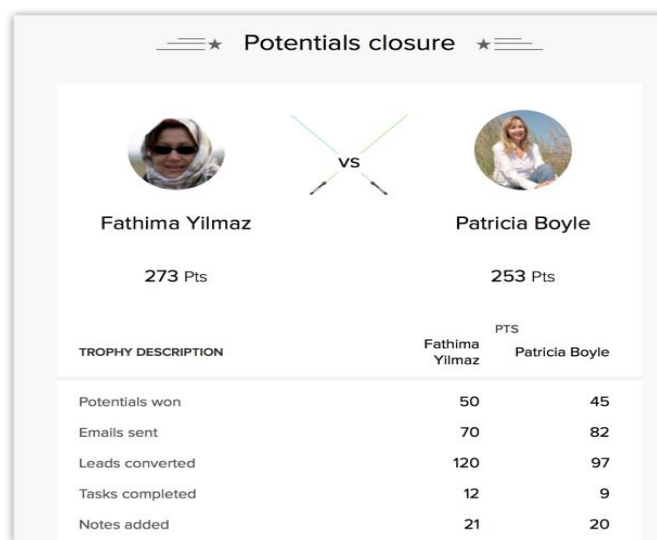 Potentials closure
VS
Fathima Yilmaz Patricia Boyle
273 Pts 253 Pts
PTS
TROPHY DESCRIPTION Fathima Yilmaz Patricia Boyle
Potentials won 50 45
Emails sent 70 82
Leads converted 120 97
Tasks completed 12 9
Notes added 21 20